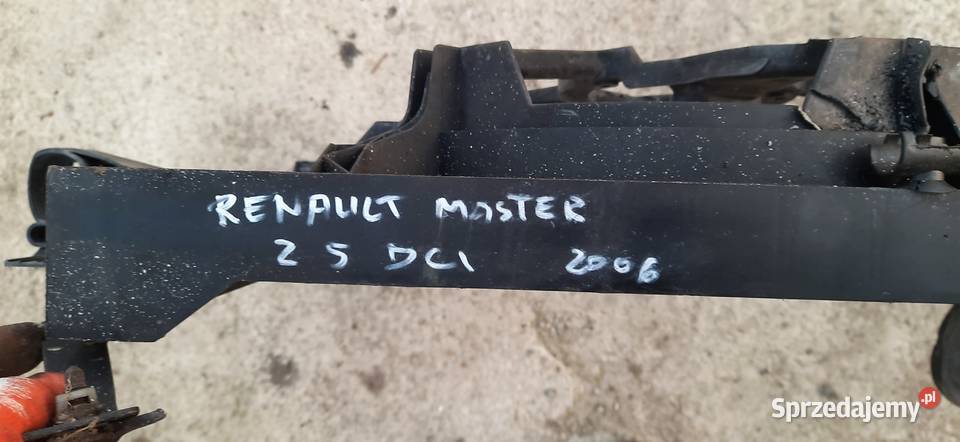 RENAULT MASTER
2 5 DCI 2006
Sprzedajemy.pl